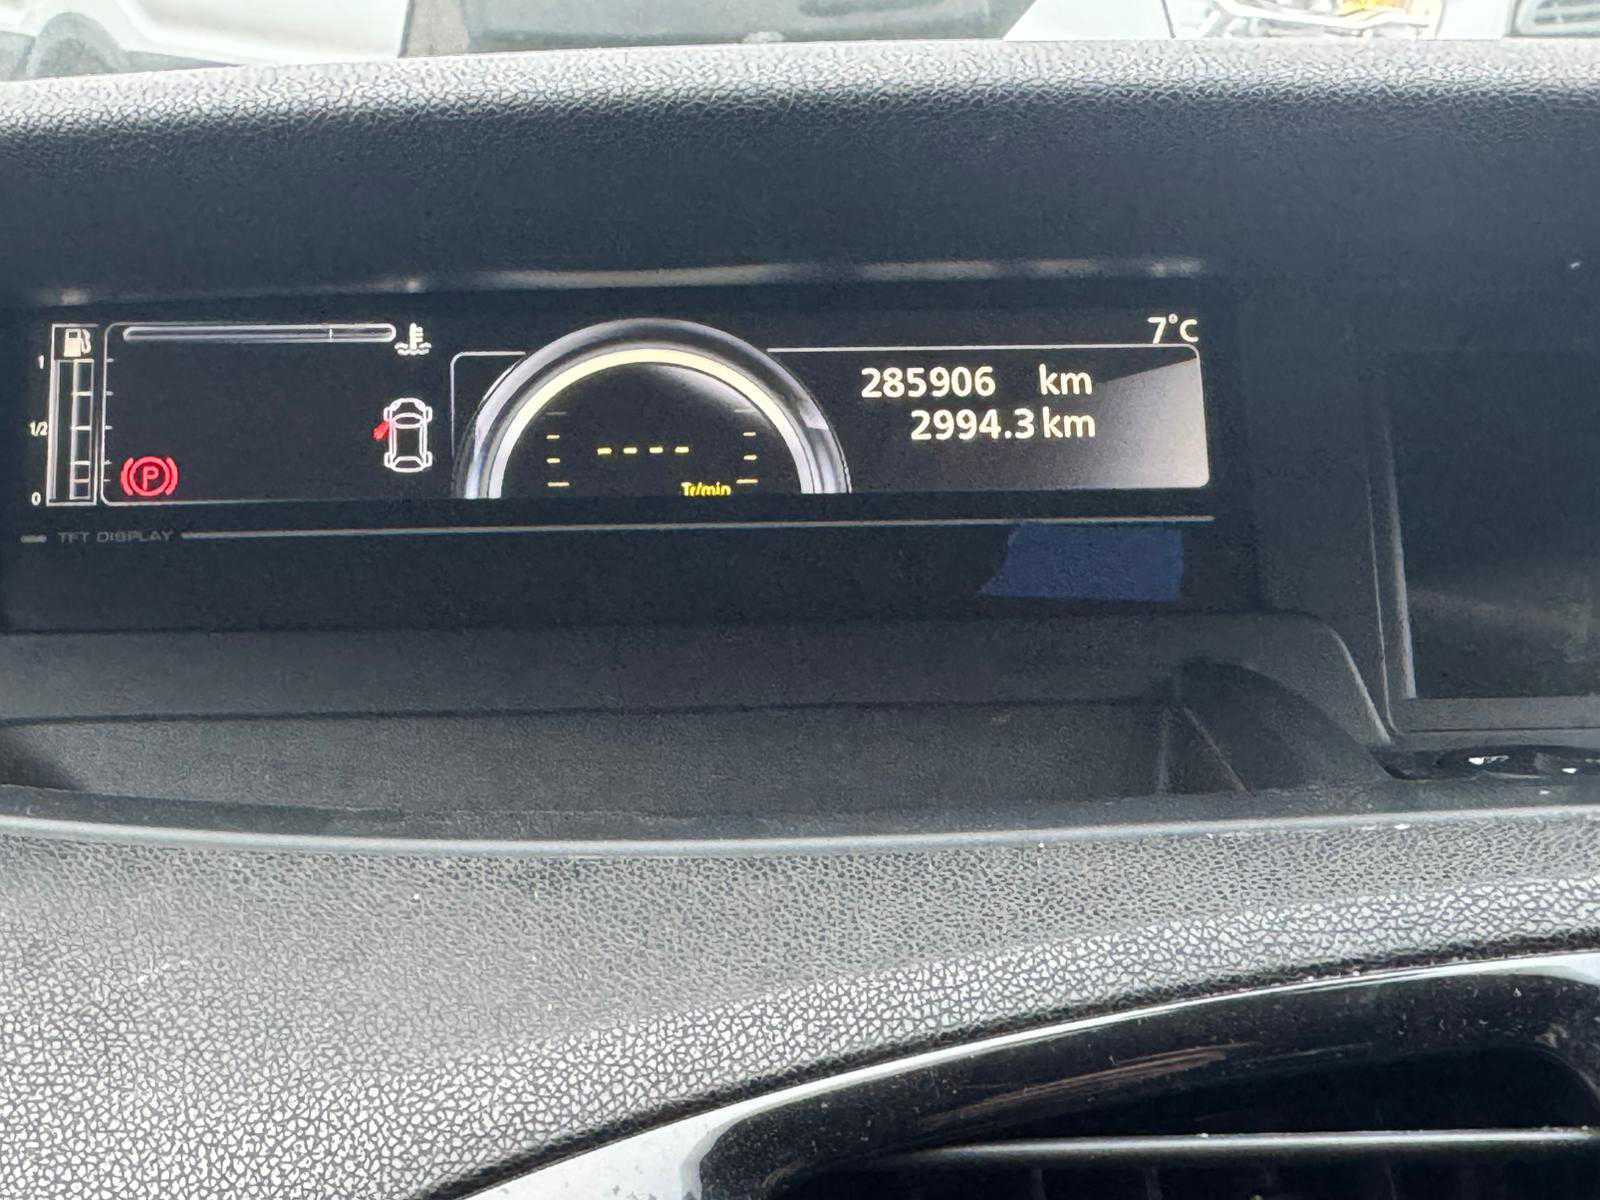 7°C
1
285906 km
1/2
2994.3 km
P
0
Tr/min
TFT DISPLAY